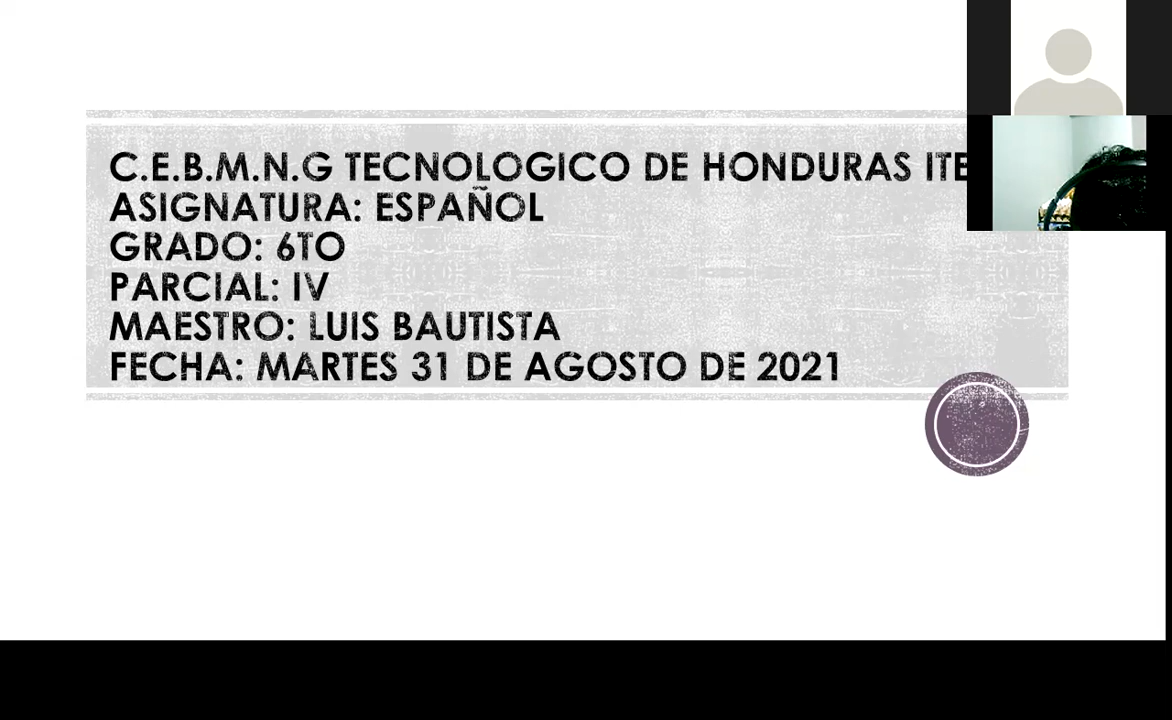 C.E.B.M.N.G TECNOLOGICO DE HONDURAS
ASIGNATURA: ESPAÑOL
GRADO: 6TO
PARCIAL: IV
MAESTRO: LUIS BAUTISTA
FECHA: MARTES 31 DE AGOSTO DE 2021